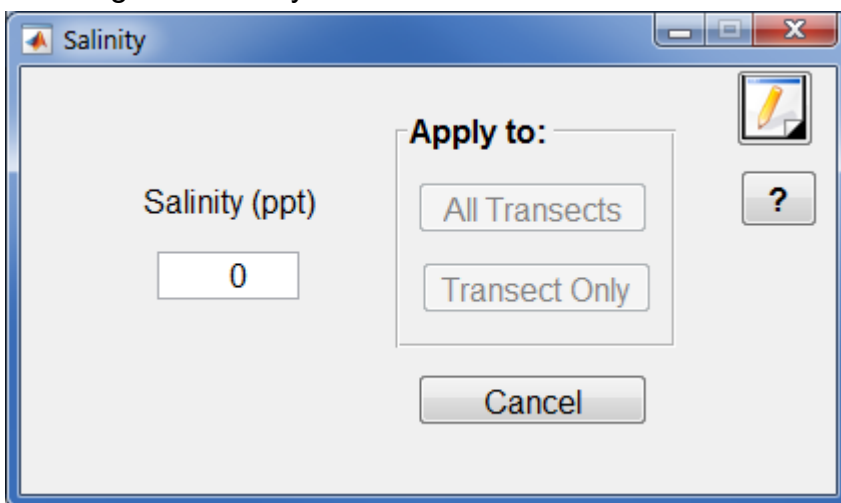 Salinity
Apply to:
Salinity (ppt)
All Transects
?
0
Transect Only
Cancel